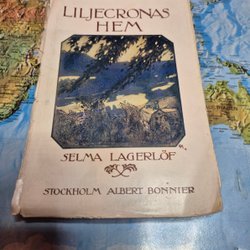 LILJECRONAS
HEM
SELMA LAGERLÖF
STOCKHOLM ALBERT BONNIER